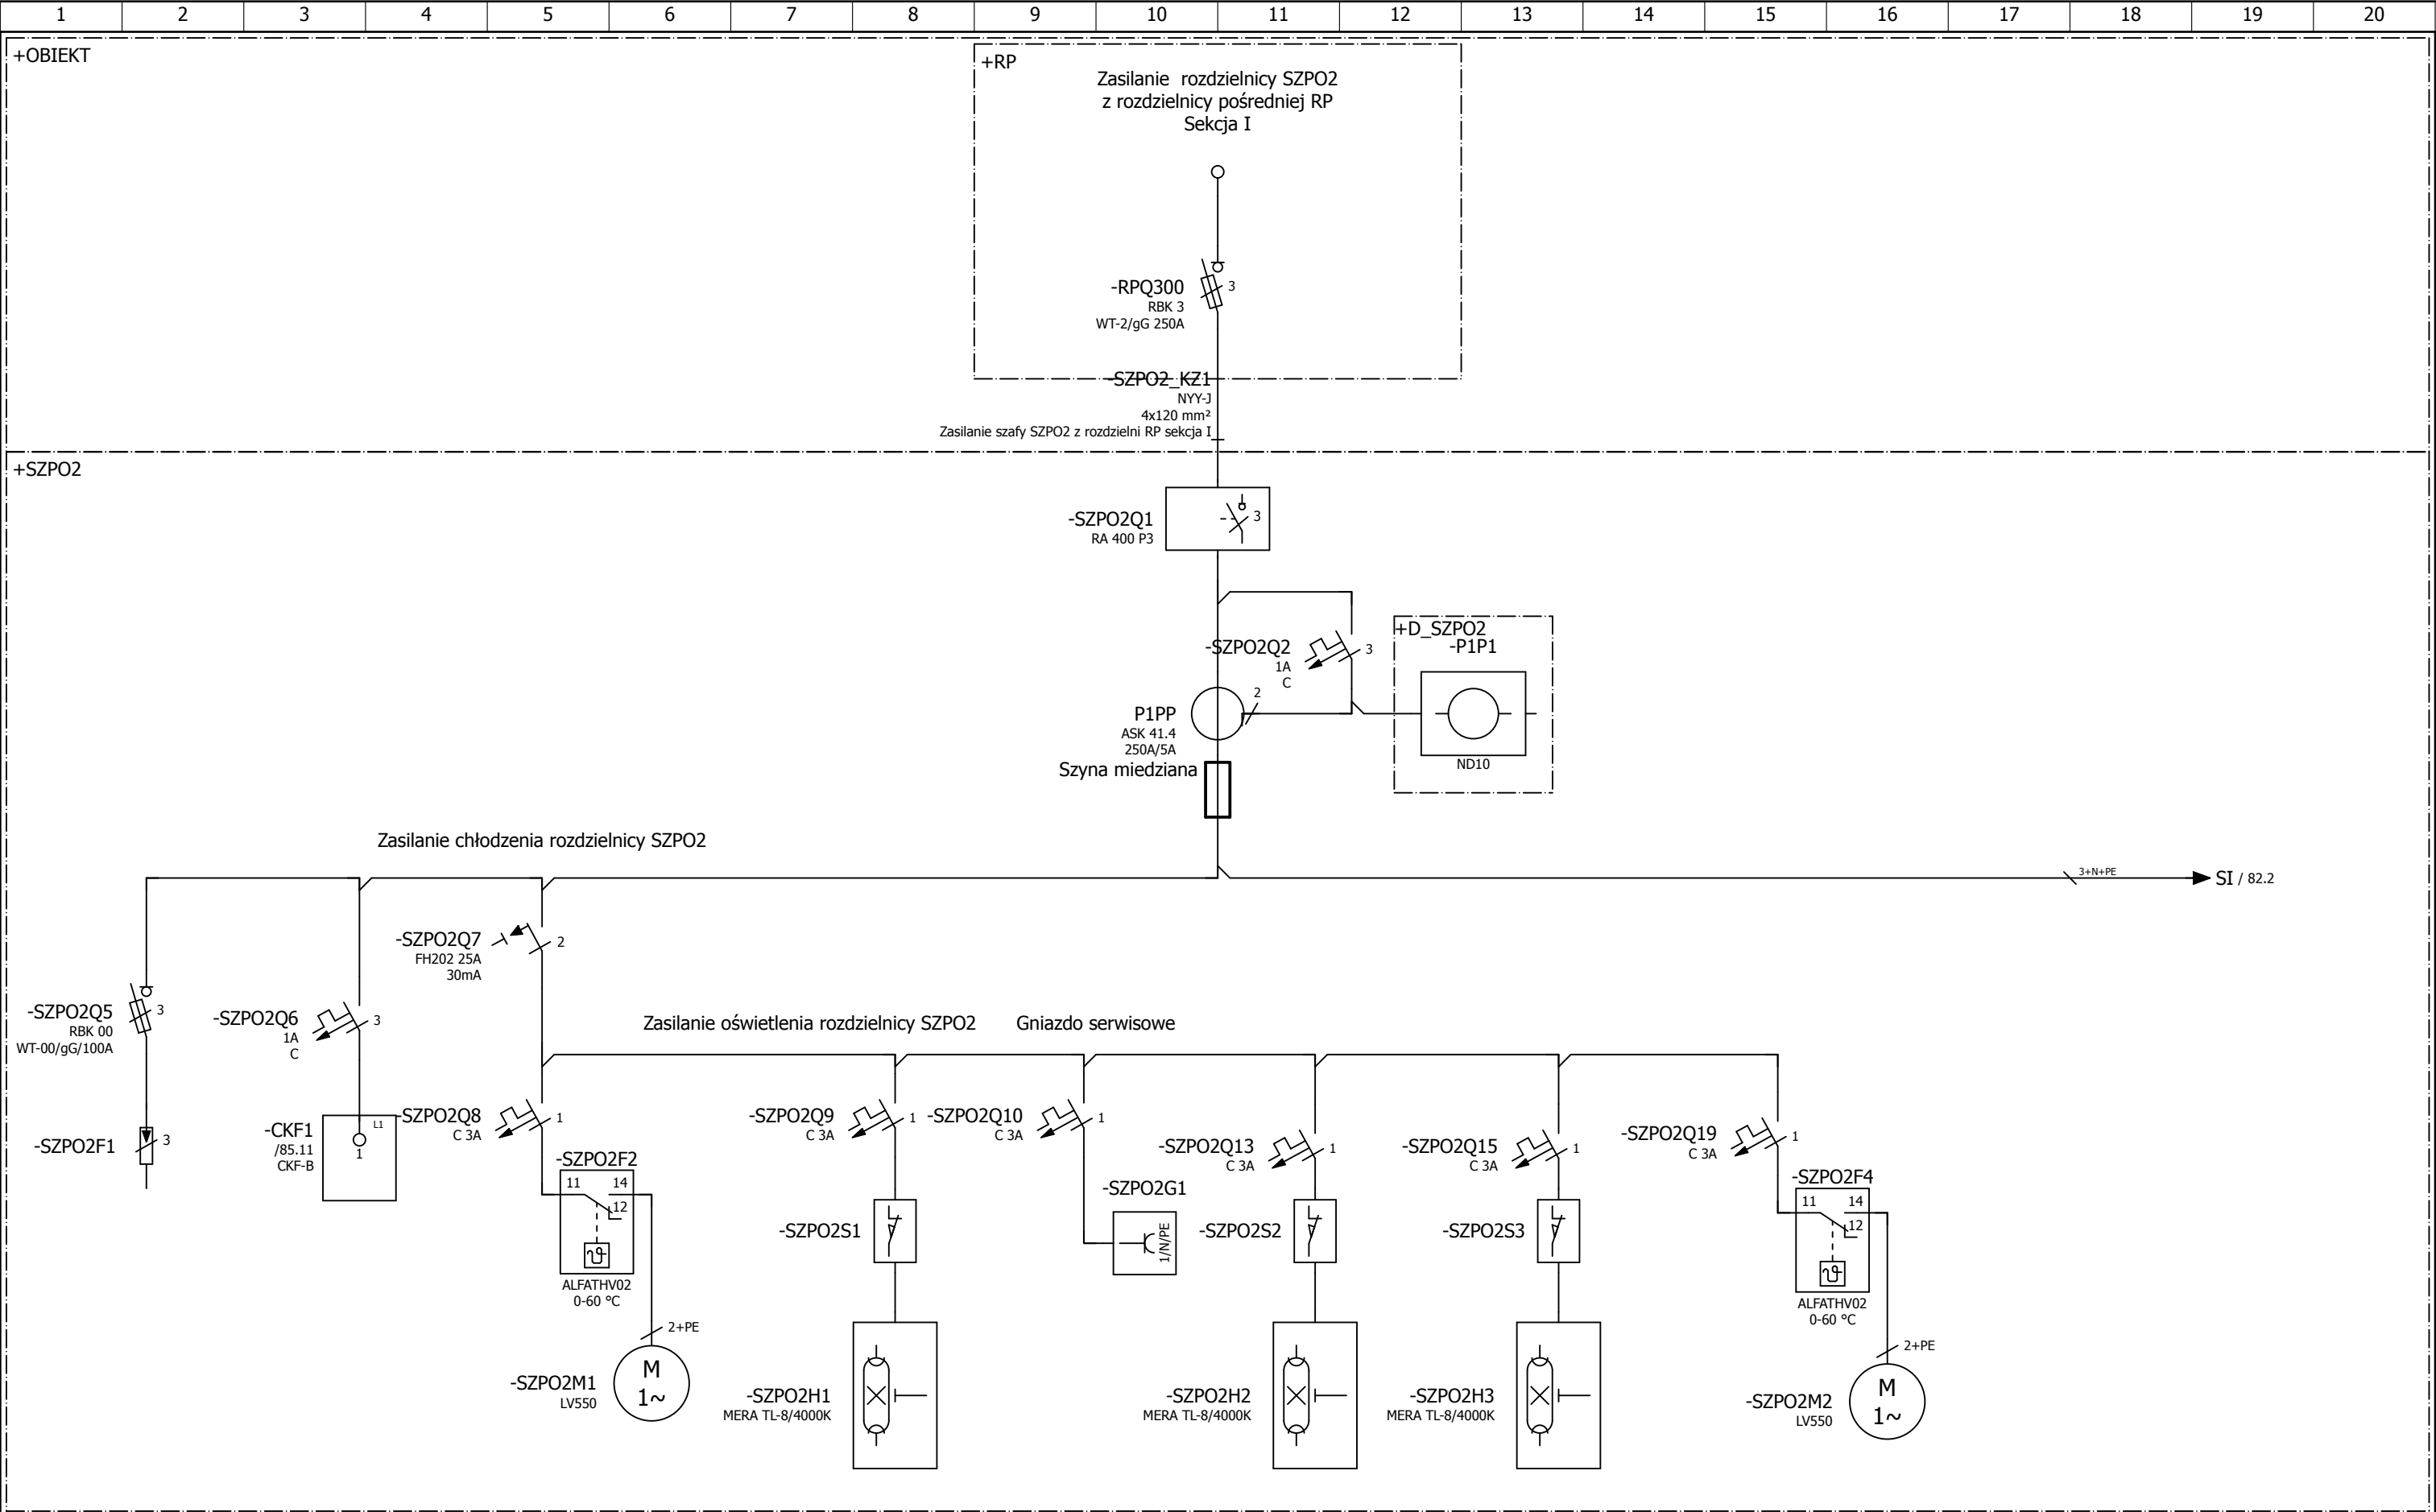 1 2 3 4 5 6 7 8 9 10 11 12 13 14 15 16 17 18 19 20
+OBIEKT
+RP
Zasilanie rozdzielnicy SZPO2
z rozdzielnicy pośredniej RP
Sekcja I
-RPQ300
3
RBK 3
WT-2/gG 250A
-SZPO2_KZ1
NYY-J
4x120 mm²
Zasilanie szafy SZPO2 z rozdzielni RP sekcja I
+SZPO2
-SZPO2Q1
3
RA 400 P3
-SZPO2Q2
3
1A
C
+D_SZPO2
-P1P1
ND10
2
P1PP
ASK 41.4
250A/5A
Szyna miedziana
Zasilanie chłodzenia rozdzielnicy SZPO2
3+N+PE
SI / 82.2
-SZPO2Q7
2
FH202 25A
30mA
-SZPO2Q5
3
RBK 00
WT-00/gG/100A
-SZPO2Q6
3
1A
C
Zasilanie oświetlenia rozdzielnicy SZPO2
Gniazdo serwisowe
-SZPO2F1
3
-CKF1
/85.11
CKF-B
L1
1
-SZPO2Q8
1
C 3A
-SZPO2Q9
1
C 3A
-SZPO2Q10
1
C 3A
-SZPO2Q13
1
C 3A
-SZPO2Q15
1
C 3A
-SZPO2Q19
1
C 3A
-SZPO2F2
11 14
12
ALFATHV02
0-60 °C
-SZPO2S1
-SZPO2G1
1/N/PE
-SZPO2S2
-SZPO2S3
-SZPO2F4
11 14
12
ALFATHV02
0-60 °C
2+PE
-SZPO2M1
LV550
M
1~
-SZPO2H1
MERA TL-8/4000K
-SZPO2H2
MERA TL-8/4000K
-SZPO2H3
MERA TL-8/4000K
2+PE
-SZPO2M2
LV550
M
1~